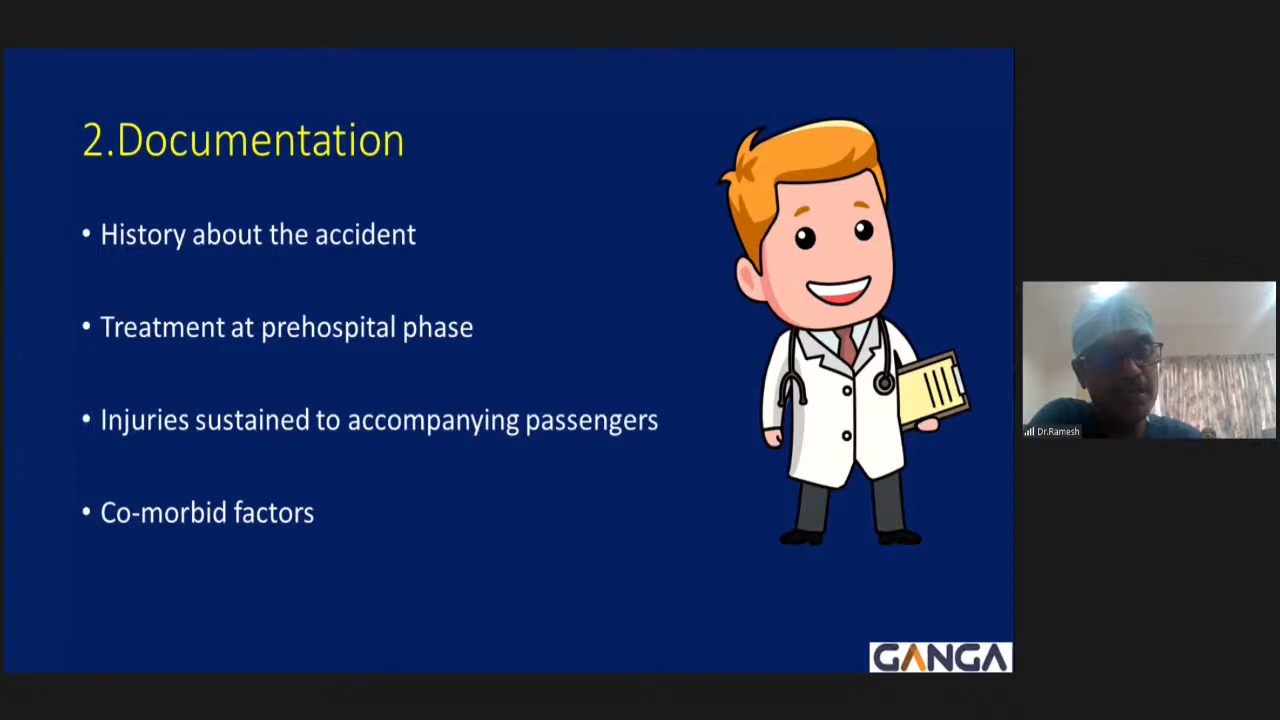 2.Documentation
• History about the accident
• Treatment at prehospital phase
• Injuries sustained to accompanying passengers
• Co-morbid factors
GANGA
Dr.Ramesh